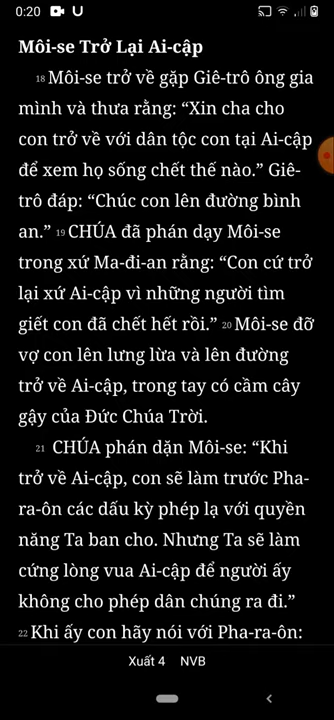 0:20
Môi-se Trở Lại Ai-cập
18 Môi-se trở về gặp Giê-trô ông gia
mình và thưa rằng: “Xin cha cho
con trở về với dân tộc con tại Ai-cập
để xem họ sống chết thế nào.” Giê-
trô đáp: “Chúc con lên đường bình
an.” 19 CHÚA đã phán dạy Môi-se
trong xứ Ma-đi-an rằng: “Con cứ trở
lại xứ Ai-cập vì những người tìm
giết con đã chết hết rồi.” 20 Môi-se đỡ
vợ con lên lưng lừa và lên đường
trở về Ai-cập, trong tay có cầm cây
gậy của Đức Chúa Trời.
21 CHÚA phán dặn Môi-se: “Khi
trở về Ai-cập, con sẽ làm trước Pha-
ra-ôn các dấu kỳ phép lạ với quyền
năng Ta ban cho. Nhưng Ta sẽ làm
cứng lòng vua Ai-cập để người ấy
không cho phép dân chúng ra đi.”
22 Khi ấy con hãy nói với Pha-ra-ôn:
Xuất 4 NVB